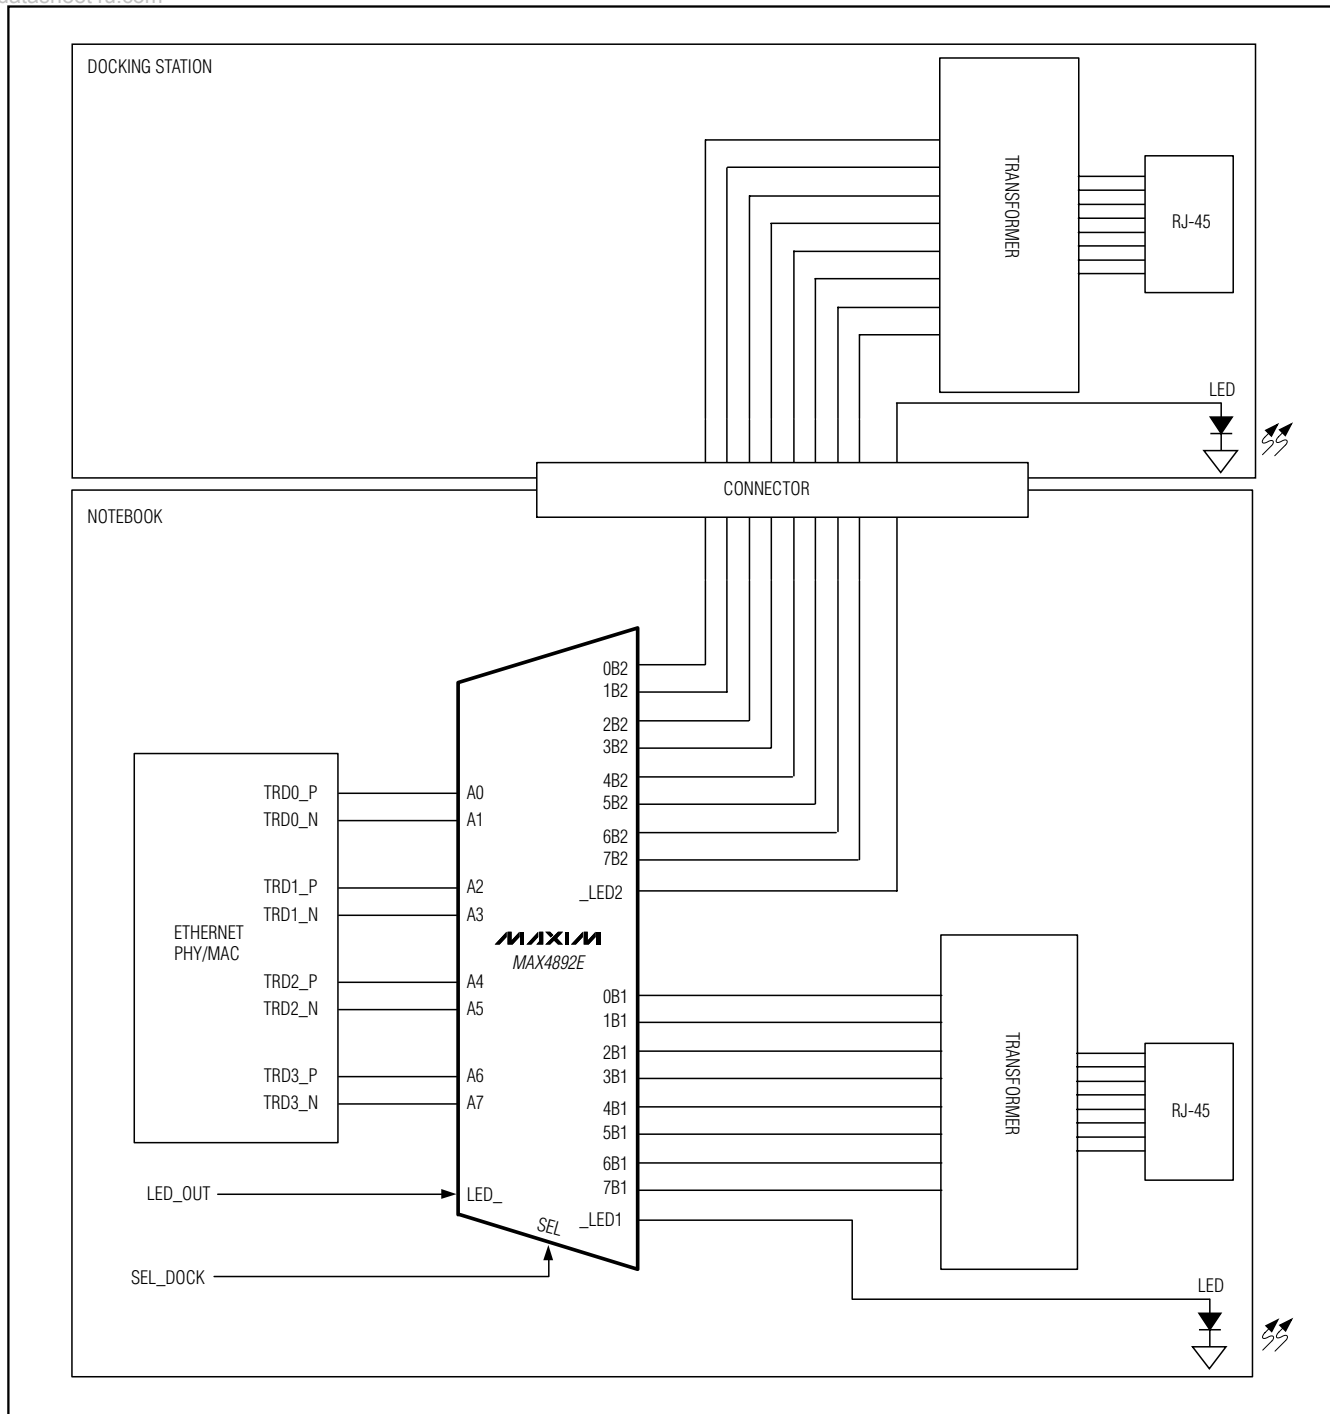 DOCKING STATION
TRANSFORMER
RJ-45
LED
CONNECTOR
NOTEBOOK
0B2
1B2
2B2
3B2
4B2
5B2
6B2
7B2
_LED2
TRD0_P
TRD0_N
TRD1_P
TRD1_N
TRD2_P
TRD2_N
TRD3_P
TRD3_N
ETHERNET
PHY/MAC
A0
A1
A2
A3
A4
A5
A6
A7
MAXIM
MAX4892E
0B1
1B1
2B1
3B1
4B1
5B1
6B1
7B1
_LED1
TRANSFORMER
RJ-45
LED_OUT
LED_
SEL
SEL_DOCK
LED